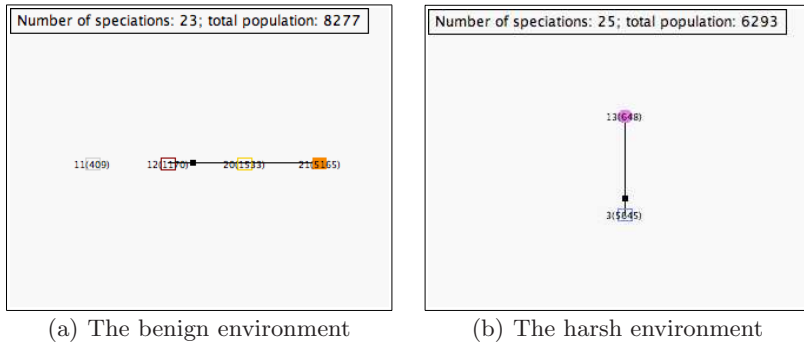 Number of speciations: 23; total population: 8277
11(409) 12(1170) 20(1533) 21(5165)
(a) The benign environment
Number of speciations: 25; total population: 6293
13(648)
3(5645)
(b) The harsh environment